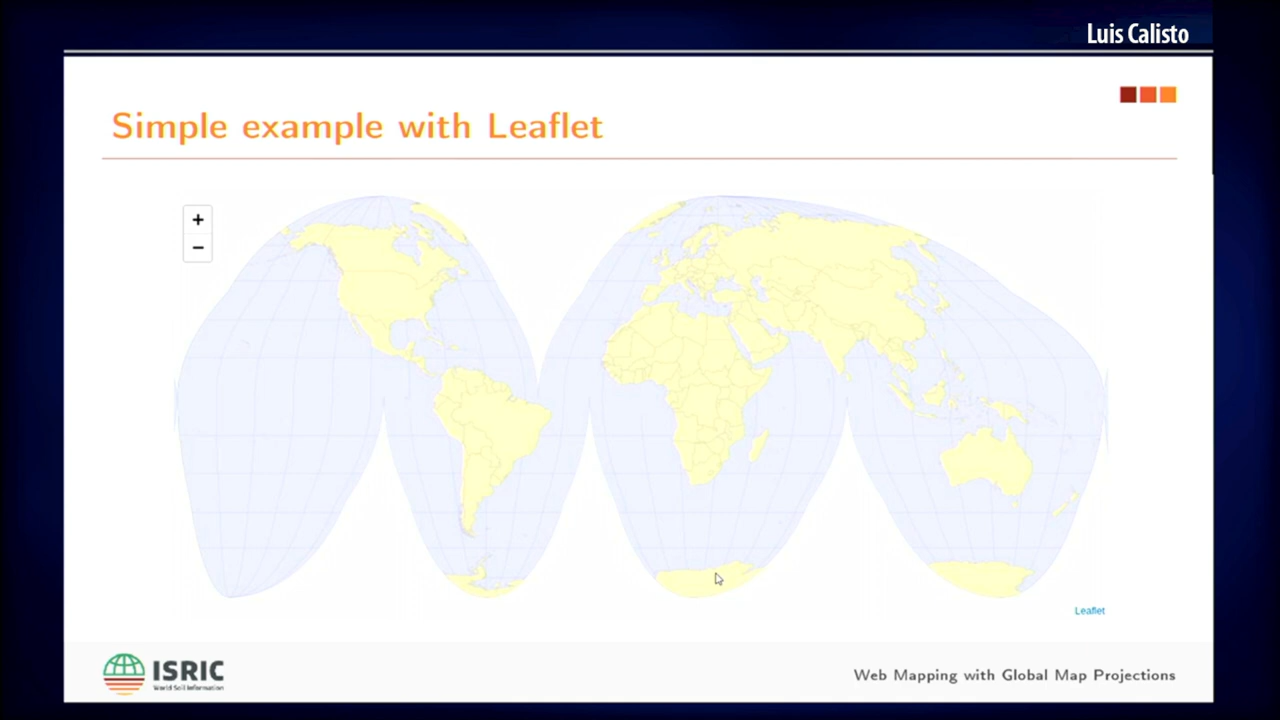 Luis Calisto
Simple example with Leaflet
+
−
Leaflet
ISRIC
World Soil Information
Web Mapping with Global Map Projections